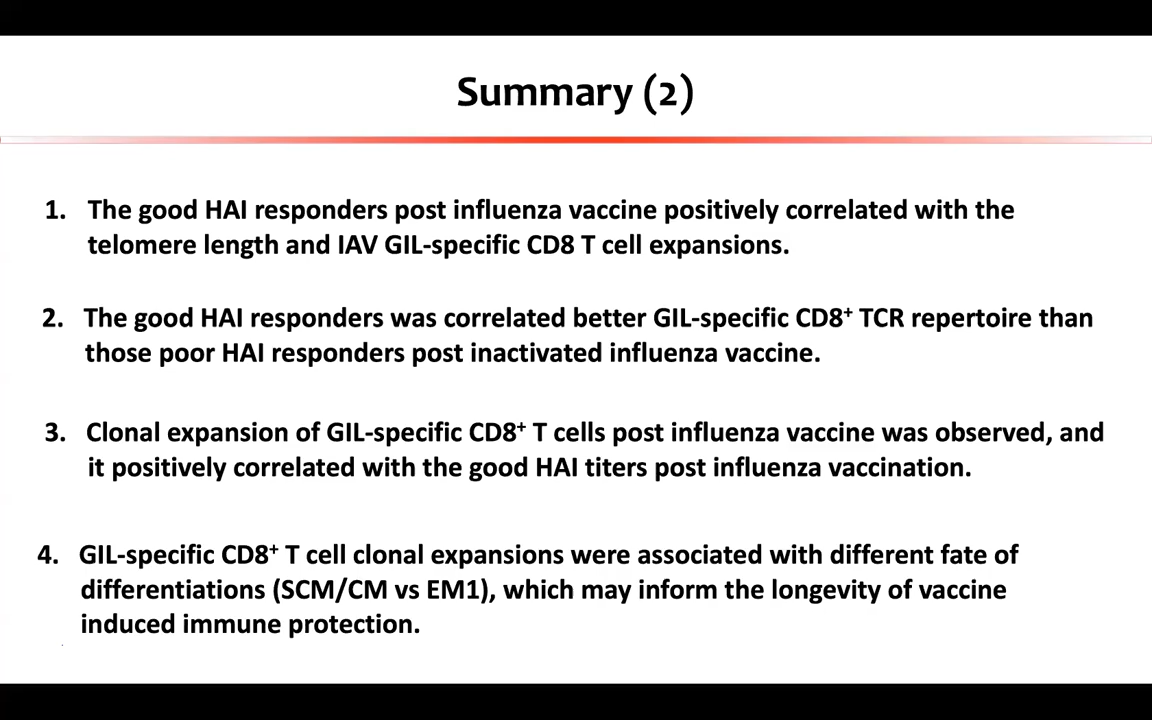 Summary (2)
1. The good HAI responders post influenza vaccine positively correlated with the
telomere length and IAV GIL-specific CD8 T cell expansions.
2. The good HAI responders was correlated better GIL-specific CD8⁺ TCR repertoire than
those poor HAI responders post inactivated influenza vaccine.
3. Clonal expansion of GIL-specific CD8⁺ T cells post influenza vaccine was observed, and
it positively correlated with the good HAI titers post influenza vaccination.
4. GIL-specific CD8⁺ T cell clonal expansions were associated with different fate of
differentiations (SCM/CM vs EM1), which may inform the longevity of vaccine
induced immune protection.